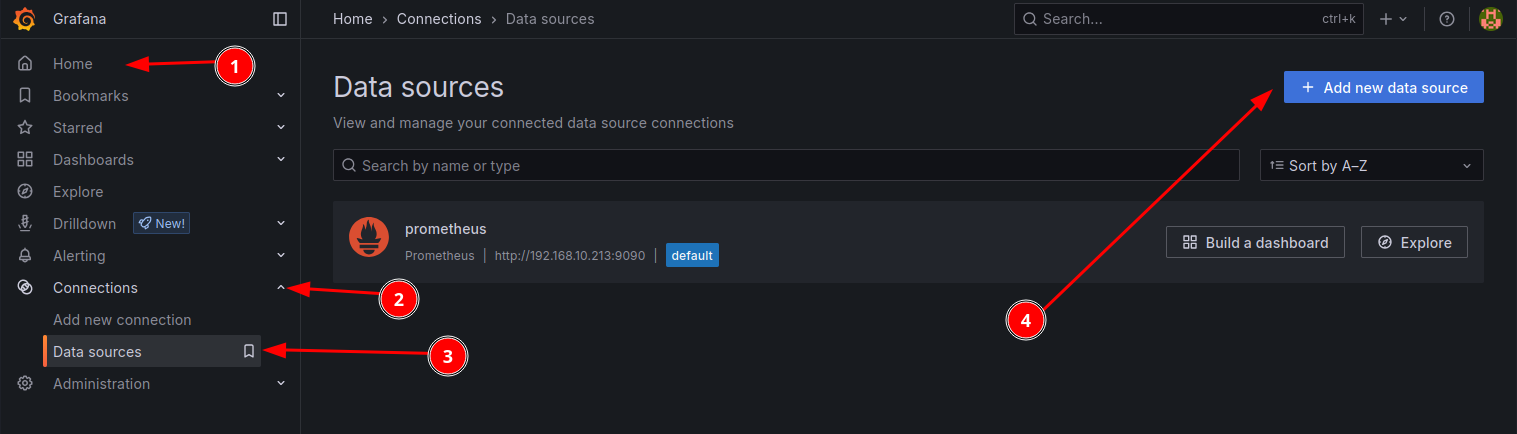 Grafana
Home › Connections › Data sources
Search...
ctrl+k
Home
1
Bookmarks
Starred
Dashboards
Explore
Drilldown
New!
Alerting
Connections
2
Add new connection
Data sources
3
Administration
Data sources
+ Add new data source
View and manage your connected data source connections
Search by name or type
Sort by A–Z
prometheus
Prometheus | http://192.168.10.213:9090 | default
Build a dashboard
Explore
4